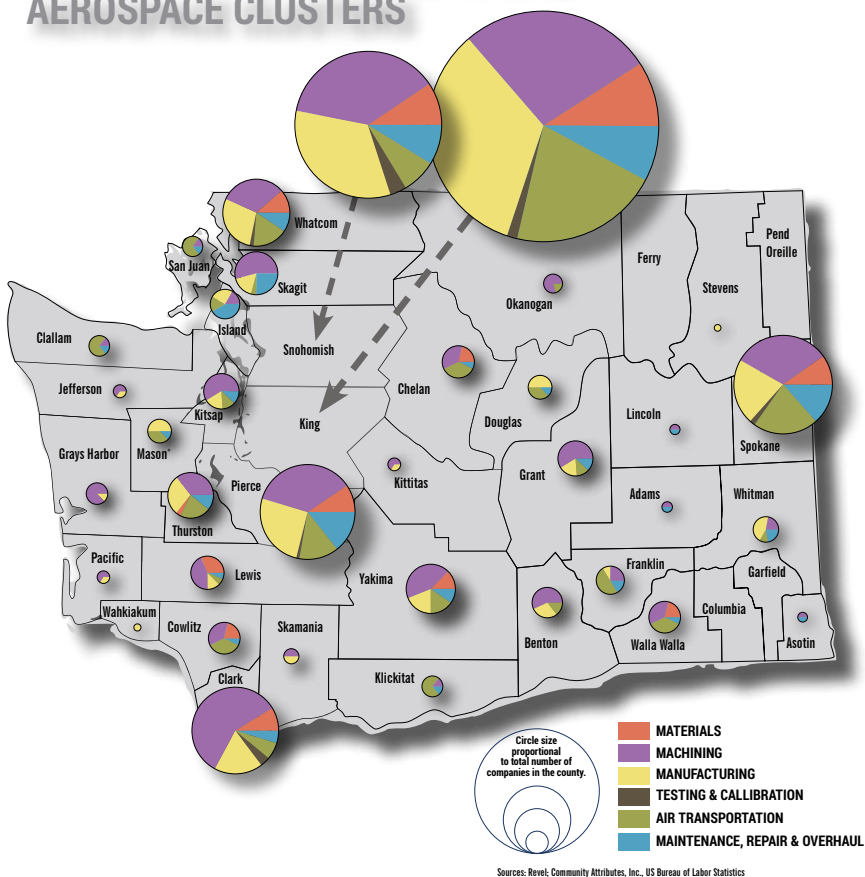 AEROSPACE CLUSTERS
Whatcom
San Juan
Skagit
Island
Okanogan
Ferry
Pend
Oreille
Stevens
Clallam
Snohomish
Jefferson
Kitsap
Chelan
Douglas
Lincoln
Spokane
King
Mason
Grays Harbor
Kittitas
Grant
Pierce
Adams
Whitman
Thurston
Pacific
Lewis
Yakima
Franklin
Garfield
Wahkiakum
Cowlitz
Skamania
Columbia
Benton
Walla Walla
Asotin
Clark
Klickitat
Circle size
proportional
to total number of
companies in the county.
MATERIALS
MACHINING
MANUFACTURING
TESTING & CALLIBRATION
AIR TRANSPORTATION
MAINTENANCE, REPAIR & OVERHAUL
Sources: Revel; Community Attributes, Inc., US Bureau of Labor Statistics